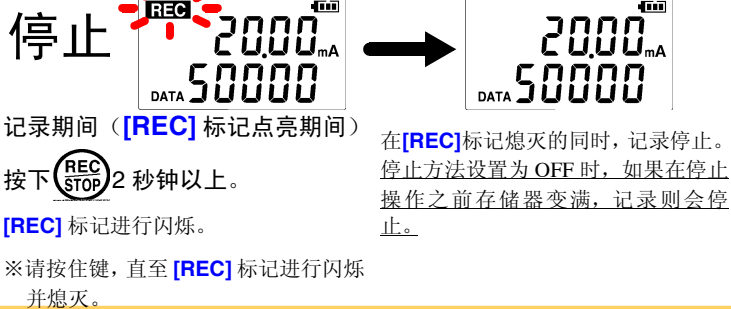 停止
REC
20.00 mA
DATA 50000
20.00 mA
DATA 50000
记录期间（[REC] 标记点亮期间）
按下 REC STOP 2 秒钟以上。
[REC] 标记进行闪烁。
※请按住键，直至 [REC] 标记进行闪烁
并熄灭。
在[REC]标记熄灭的同时，记录停止。
停止方法设置为 OFF 时，如果在停止
操作之前存储器变满，记录则会停
止。